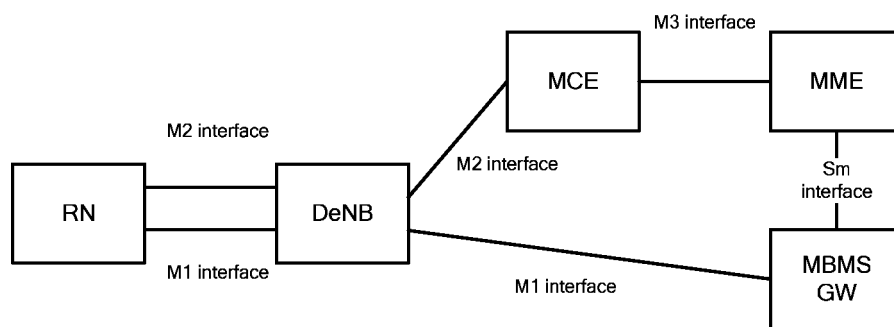 M3 interface
MCE
MME
M2 interface
M2 interface
Sm
interface
RN
DeNB
M1 interface
M1 interface
MBMS
GW